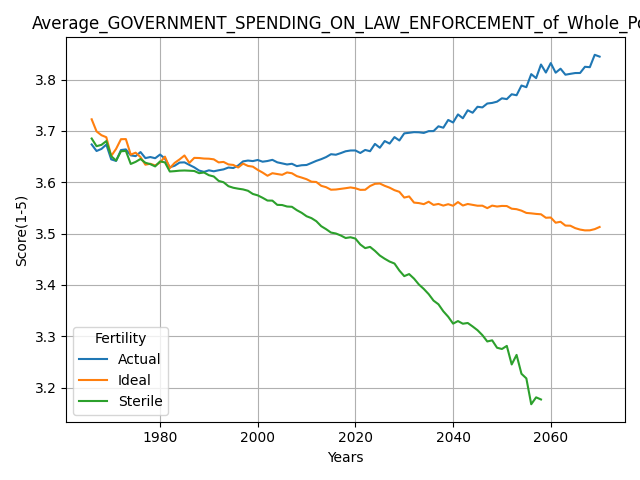 Average_GOVERNMENT_SPENDING_ON_LAW_ENFORCEMENT_of_Whole_Po
3.8
3.7
3.6
3.5
3.4
3.3
3.2
Score(1-5)
Fertility
Actual
Ideal
Sterile
1980 2000 2020 2040 2060
Years